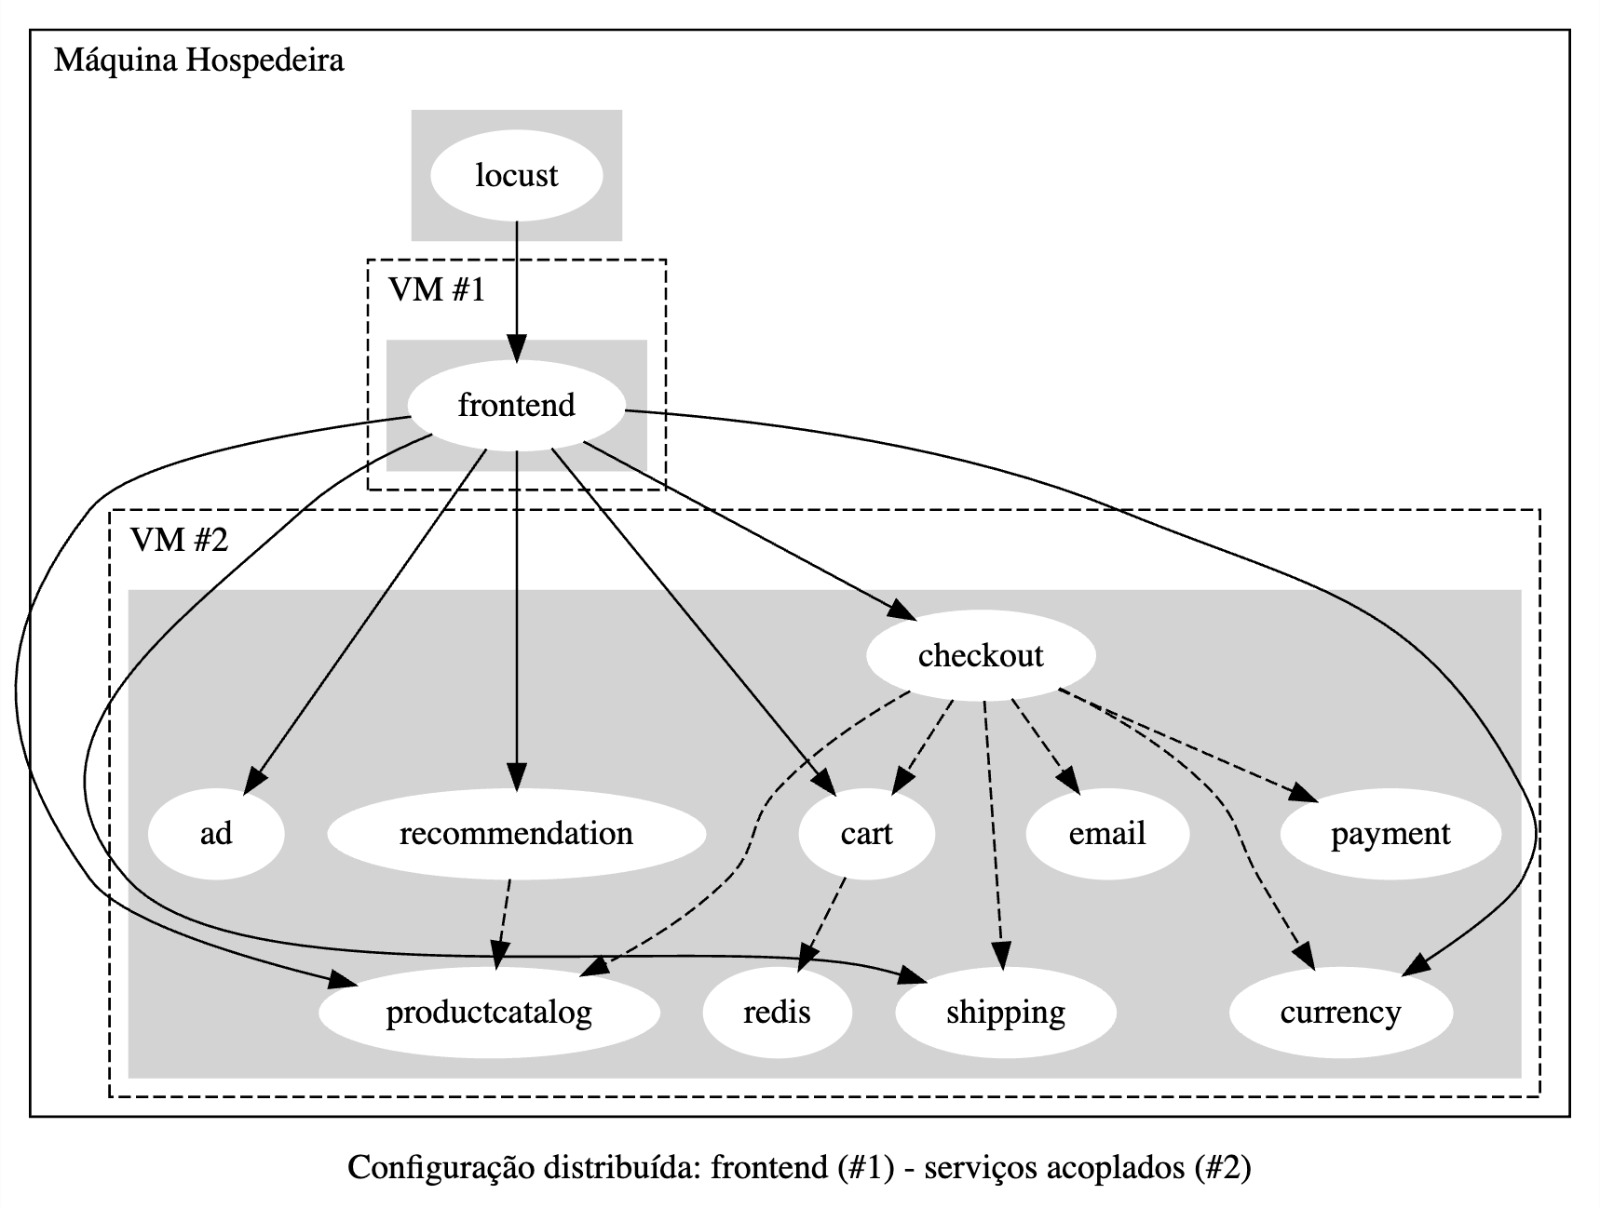 Máquina Hospedeira
locust
VM #1
frontend
VM #2
checkout
ad
recommendation
cart
email
payment
productcatalog
redis
shipping
currency
Configuração distribuída: frontend (#1) - serviços acoplados (#2)